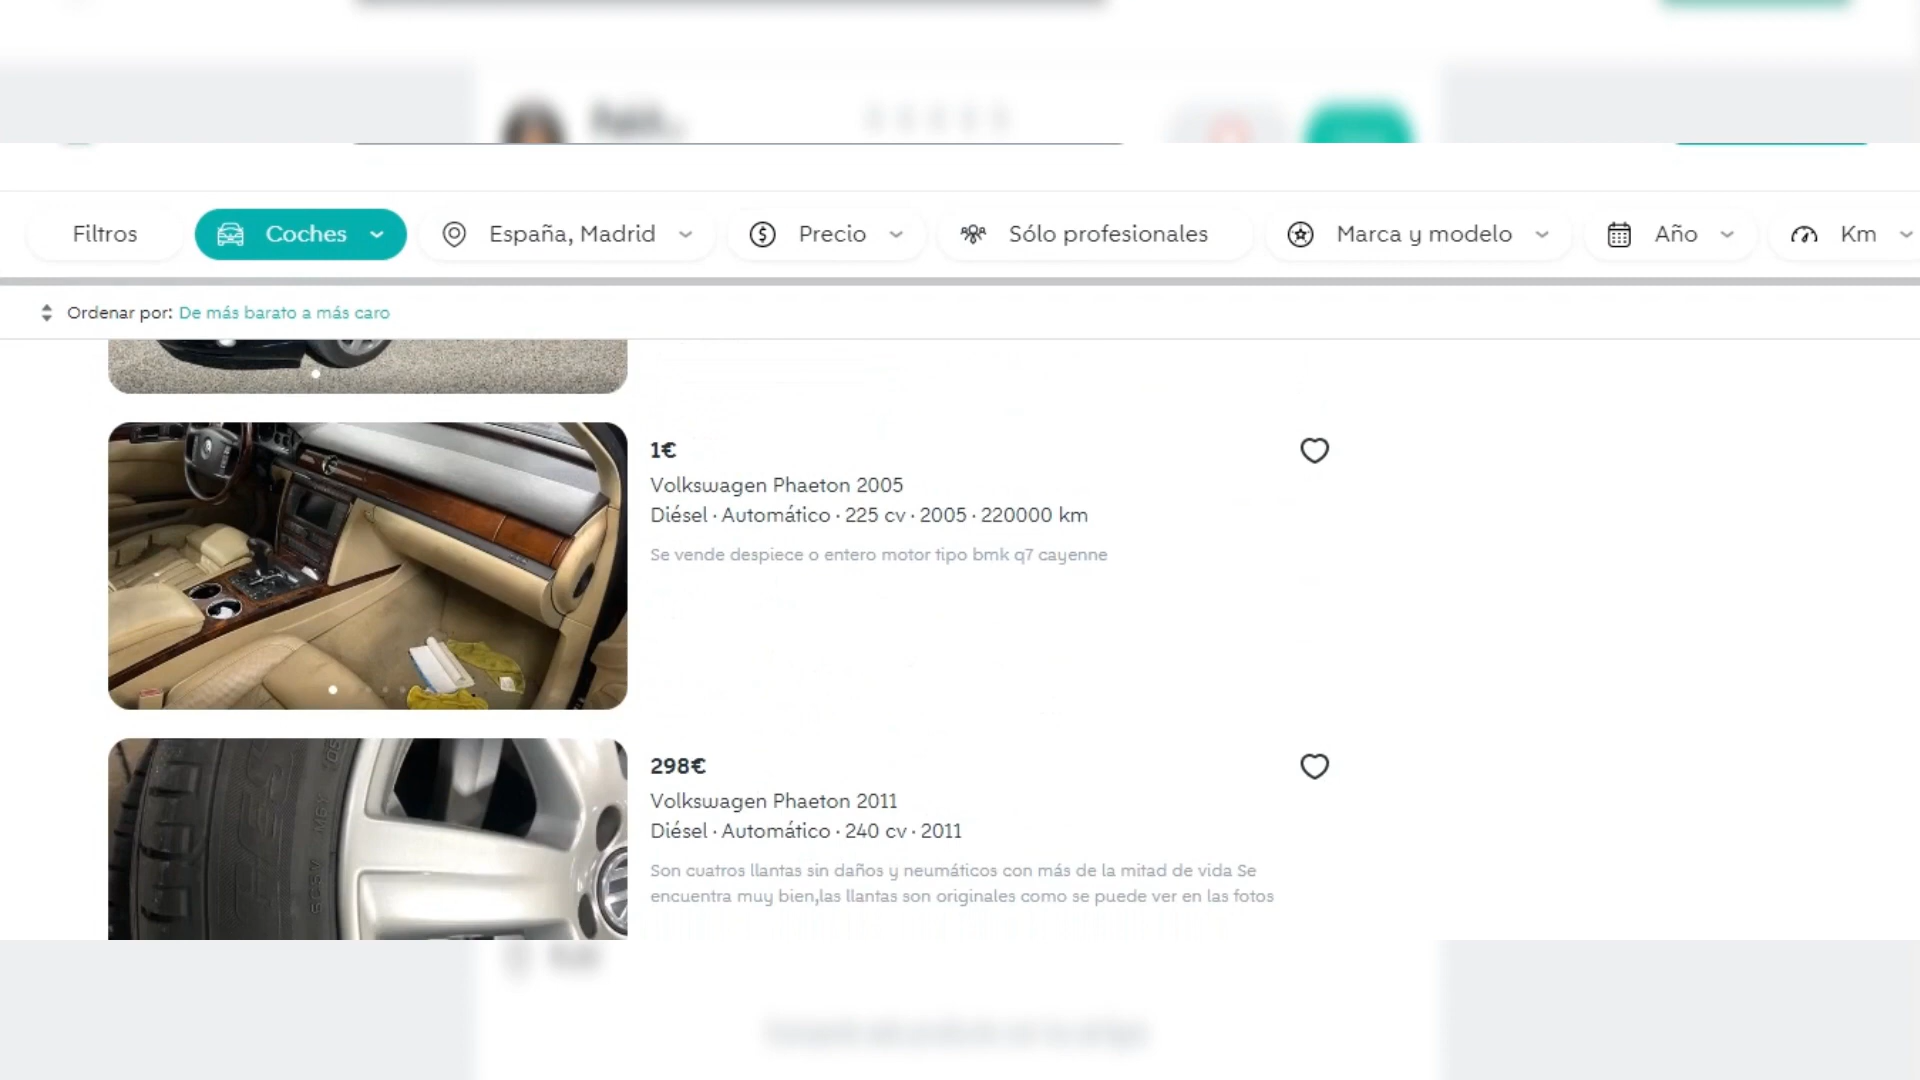 Filtros
Coches
España, Madrid
Precio
Sólo profesionales
Marca y modelo
Año
Km
Ordenar por: De más barato a más caro
1€
Volkswagen Phaeton 2005
Diésel · Automático · 225 cv · 2005 · 220000 km
Se vende despiece o entero motor tipo bmk q7 cayenne
298€
Volkswagen Phaeton 2011
Diésel · Automático · 240 cv · 2011
Son cuatros llantas sin daños y neumáticos con más de la mitad de vida Se
encuentra muy bien,las llantas son originales como se puede ver en las fotos